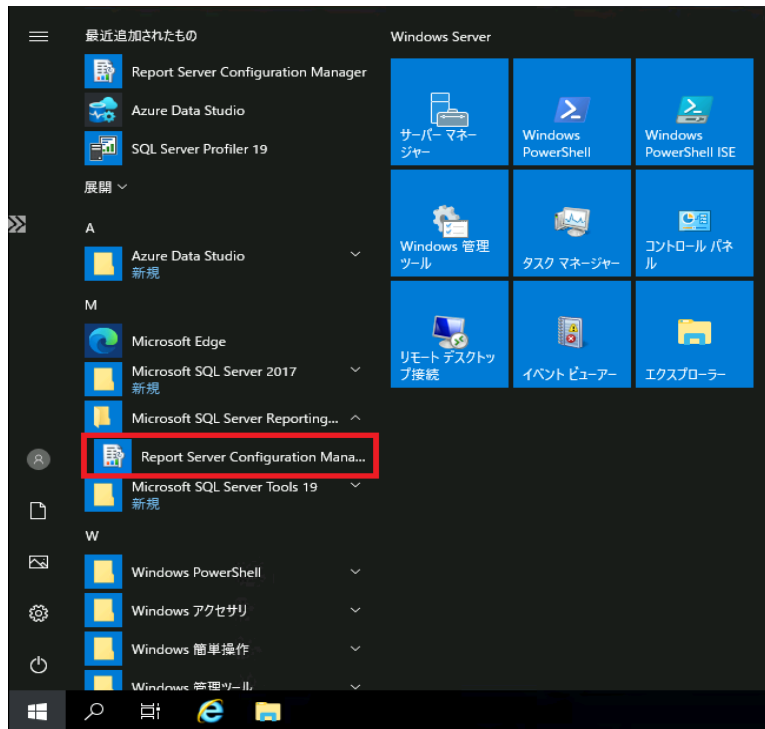 最近追加されたもの
Report Server Configuration Manager
Azure Data Studio
SQL Server Profiler 19
展開
A
Azure Data Studio
新規
M
Microsoft Edge
Microsoft SQL Server 2017
新規
Microsoft SQL Server Reporting...
Report Server Configuration Mana...
Microsoft SQL Server Tools 19
新規
W
Windows PowerShell
Windows アクセサリ
Windows 簡単操作
Windows 管理ツール
Windows Server
サーバー マネー
ジャー
Windows
PowerShell
Windows
PowerShell ISE
Windows 管理
ツール
タスク マネージャー
コントロール パネ
ル
リモート デスクトッ
プ接続
イベント ビューアー
エクスプローラー